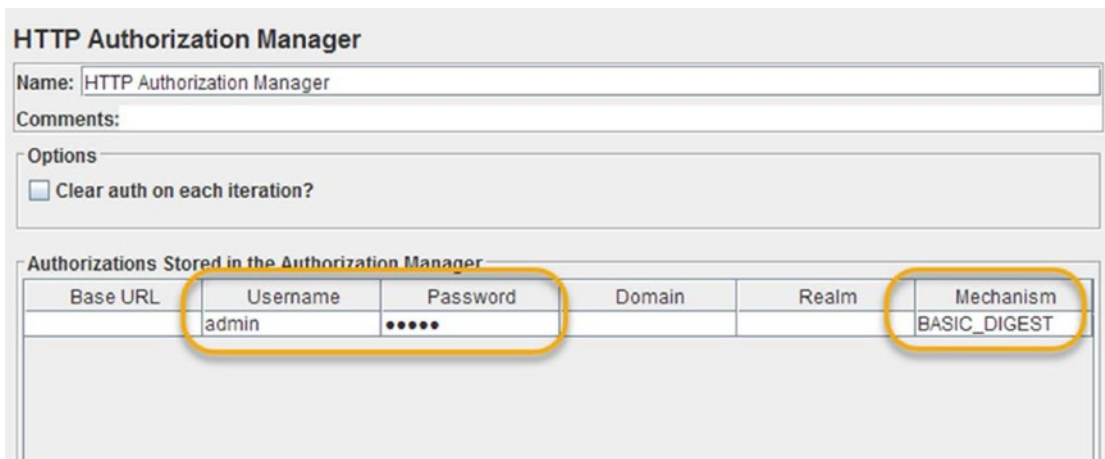 HTTP Authorization Manager
Name: HTTP Authorization Manager
Comments:
Options
Clear auth on each iteration?
Authorizations Stored in the Authorization Manager
Base URL Username Password Domain Realm Mechanism
admin ••••• BASIC_DIGEST